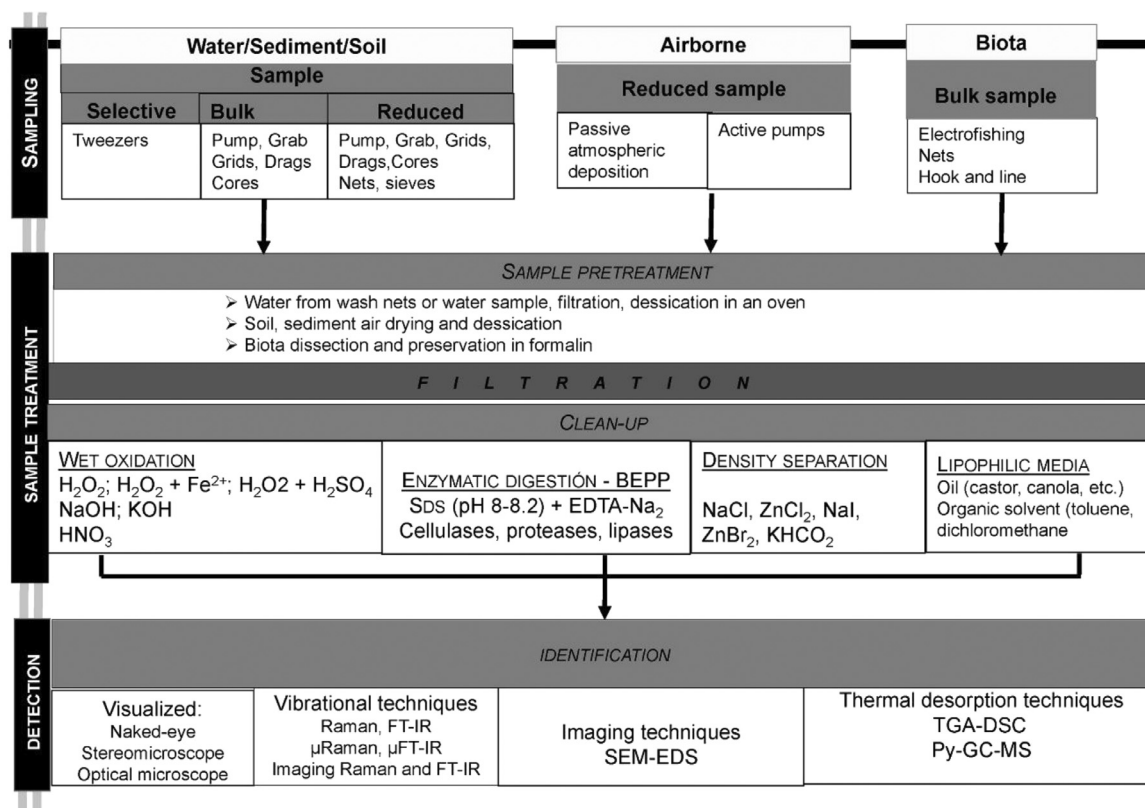 SAMPLING
Water/Sediment/Soil
Sample
Selective
Bulk
Reduced
Tweezers
Pump, Grab
Grids, Drags
Cores
Pump, Grab, Grids,
Drags,Cores
Nets, sieves
Airborne
Reduced sample
Passive
atmospheric
deposition
Active pumps
Biota
Bulk sample
Electrofishing
Nets
Hook and line
SAMPLE TREATMENT
SAMPLE PRETREATMENT
➢ Water from wash nets or water sample, filtration, dessication in an oven
➢ Soil, sediment air drying and dessication
➢ Biota dissection and preservation in formalin
F I L T R A T I O N
CLEAN-UP
WET OXIDATION
H₂O₂; H₂O₂ + Fe²⁺; H₂O2 + H₂SO₄
NaOH; KOH
HNO₃
ENZYMATIC DIGESTIÓN - BEPP
SDS (pH 8-8.2) + EDTA-Na₂
Cellulases, proteases, lipases
DENSITY SEPARATION
NaCl, ZnCl₂, NaI,
ZnBr₂, KHCO₂
LIPOPHILIC MEDIA
Oil (castor, canola, etc.)
Organic solvent (toluene,
dichloromethane
DETECTION
IDENTIFICATION
Visualized:
Naked-eye
Stereomicroscope
Optical microscope
Vibrational techniques
Raman, FT-IR
µRaman, µFT-IR
Imaging Raman and FT-IR
Imaging techniques
SEM-EDS
Thermal desorption techniques
TGA-DSC
Py-GC-MS